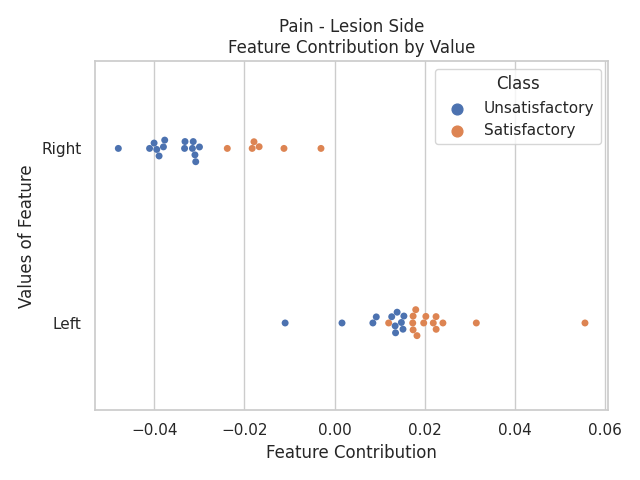 Pain - Lesion Side
Feature Contribution by Value
Class
Unsatisfactory
Satisfactory
Right
Left
Values of Feature
−0.04 −0.02 0.00 0.02 0.04 0.06
Feature Contribution